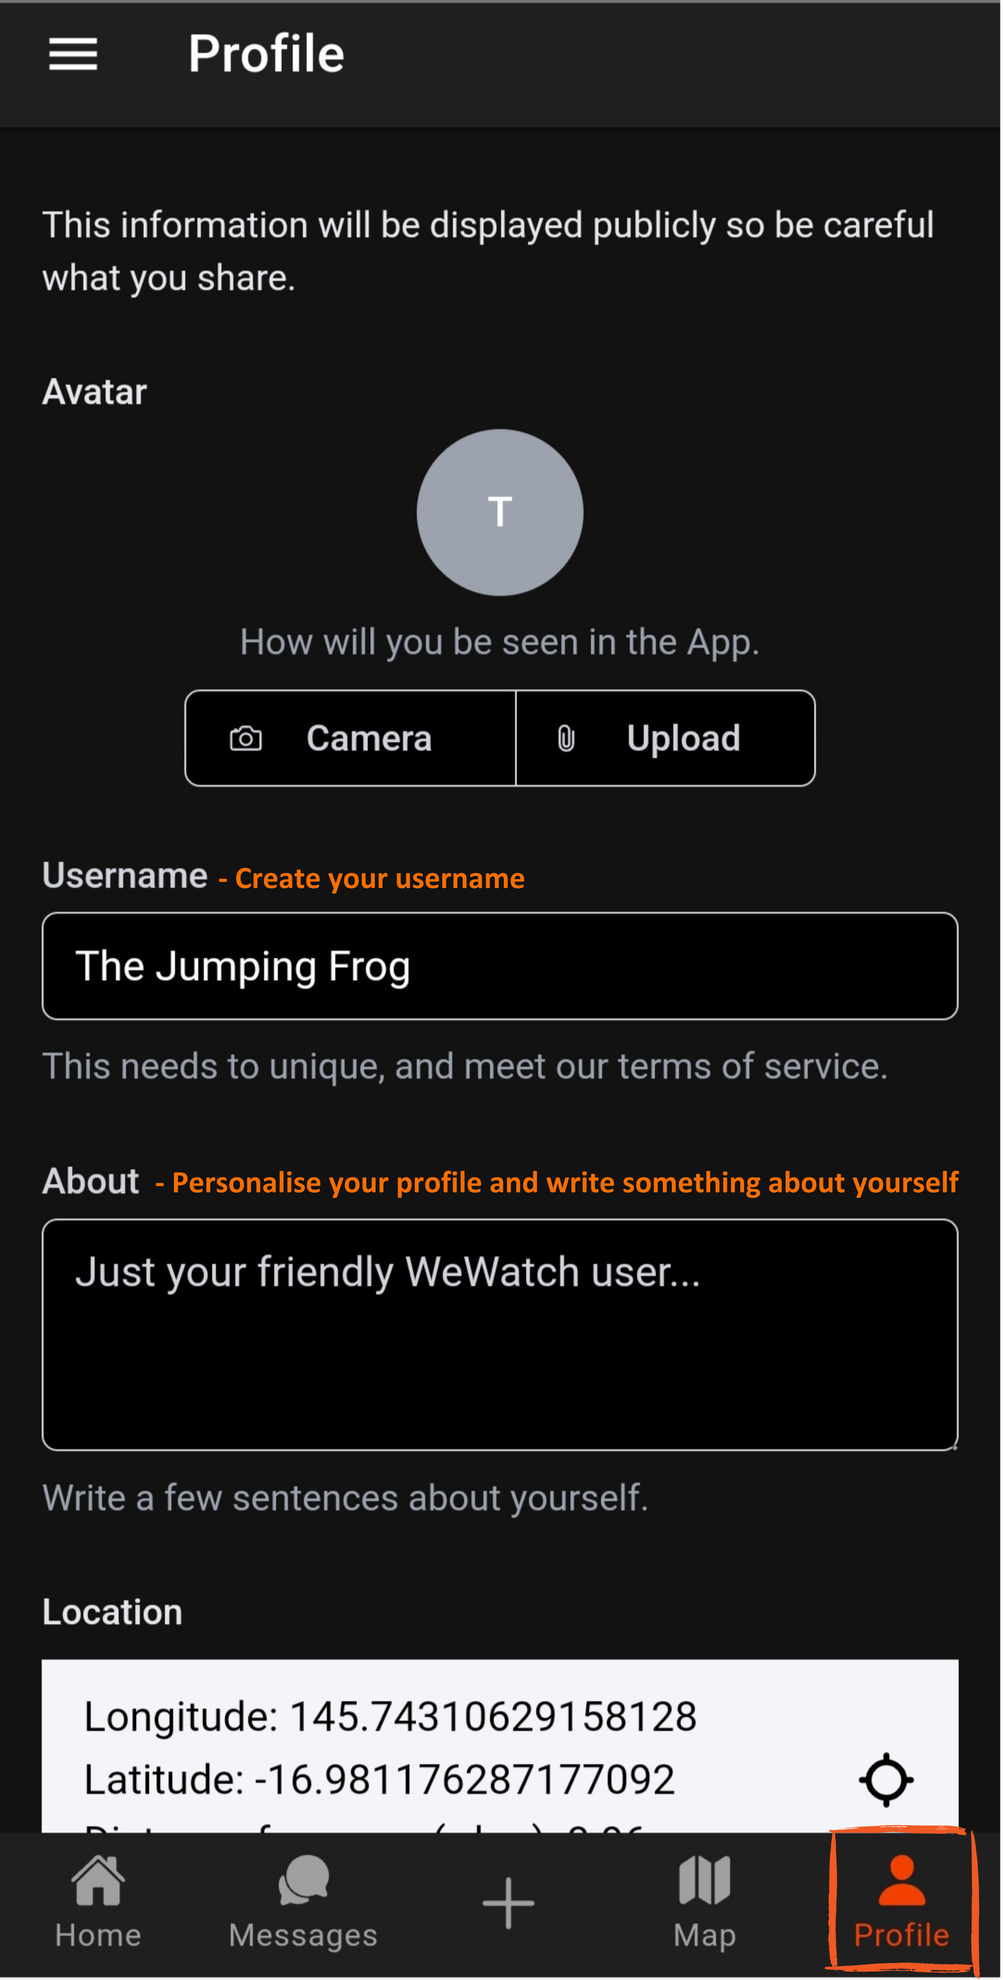 Profile
This information will be displayed publicly so be careful
what you share.
Avatar
T
How will you be seen in the App.
Camera
Upload
Username - Create your username
The Jumping Frog
This needs to unique, and meet our terms of service.
About - Personalise your profile and write something about yourself
Just your friendly WeWatch user...
Write a few sentences about yourself.
Location
Longitude: 145.74310629158128
Latitude: -16.981176287177092
Home
Messages
Map
Profile